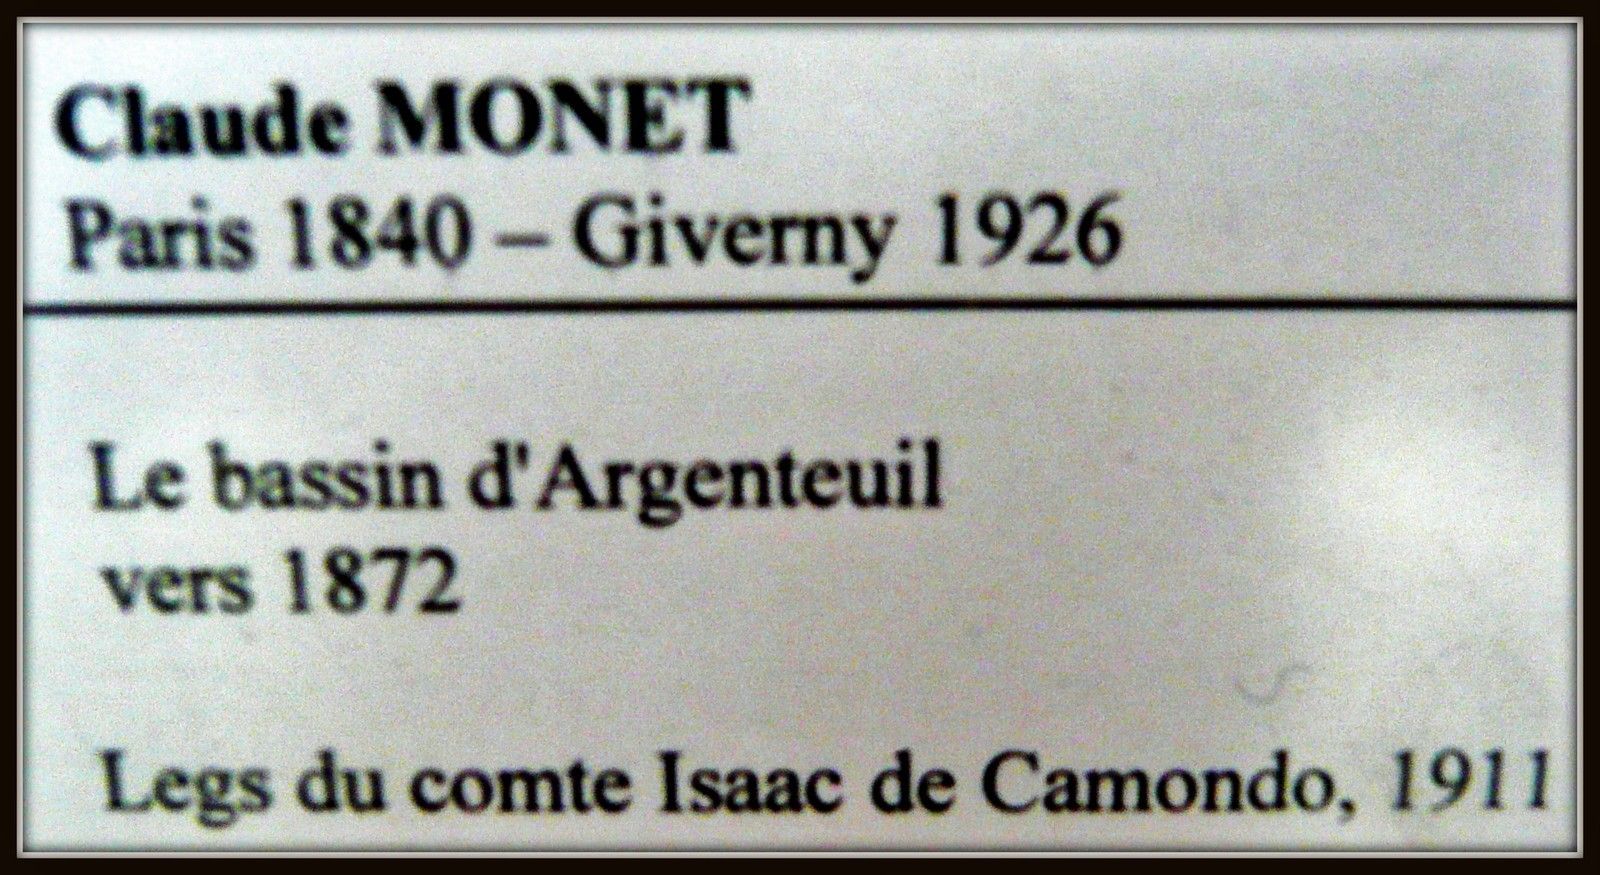 Claude MONET
Paris 1840 – Giverny 1926
Le bassin d'Argenteuil
vers 1872
Legs du comte Isaac de Camondo, 1911